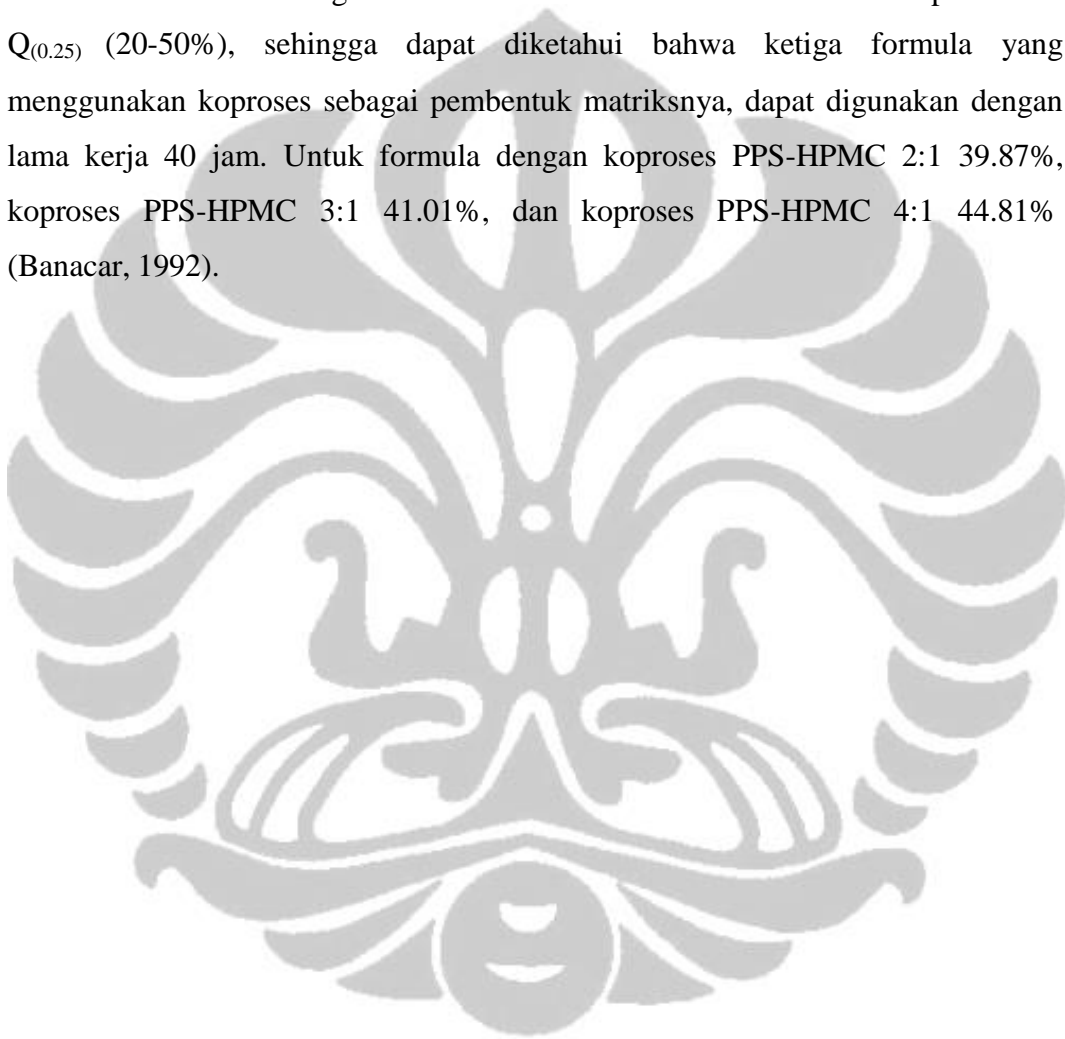 Q(0.25) (20-50%), sehingga dapat diketahui bahwa ketiga formula yang
menggunakan koproses sebagai pembentuk matriksnya, dapat digunakan dengan
lama kerja 40 jam. Untuk formula dengan koproses PPS-HPMC 2:1 39.87%,
koproses PPS-HPMC 3:1 41.01%, dan koproses PPS-HPMC 4:1 44.81%
(Banacar, 1992).